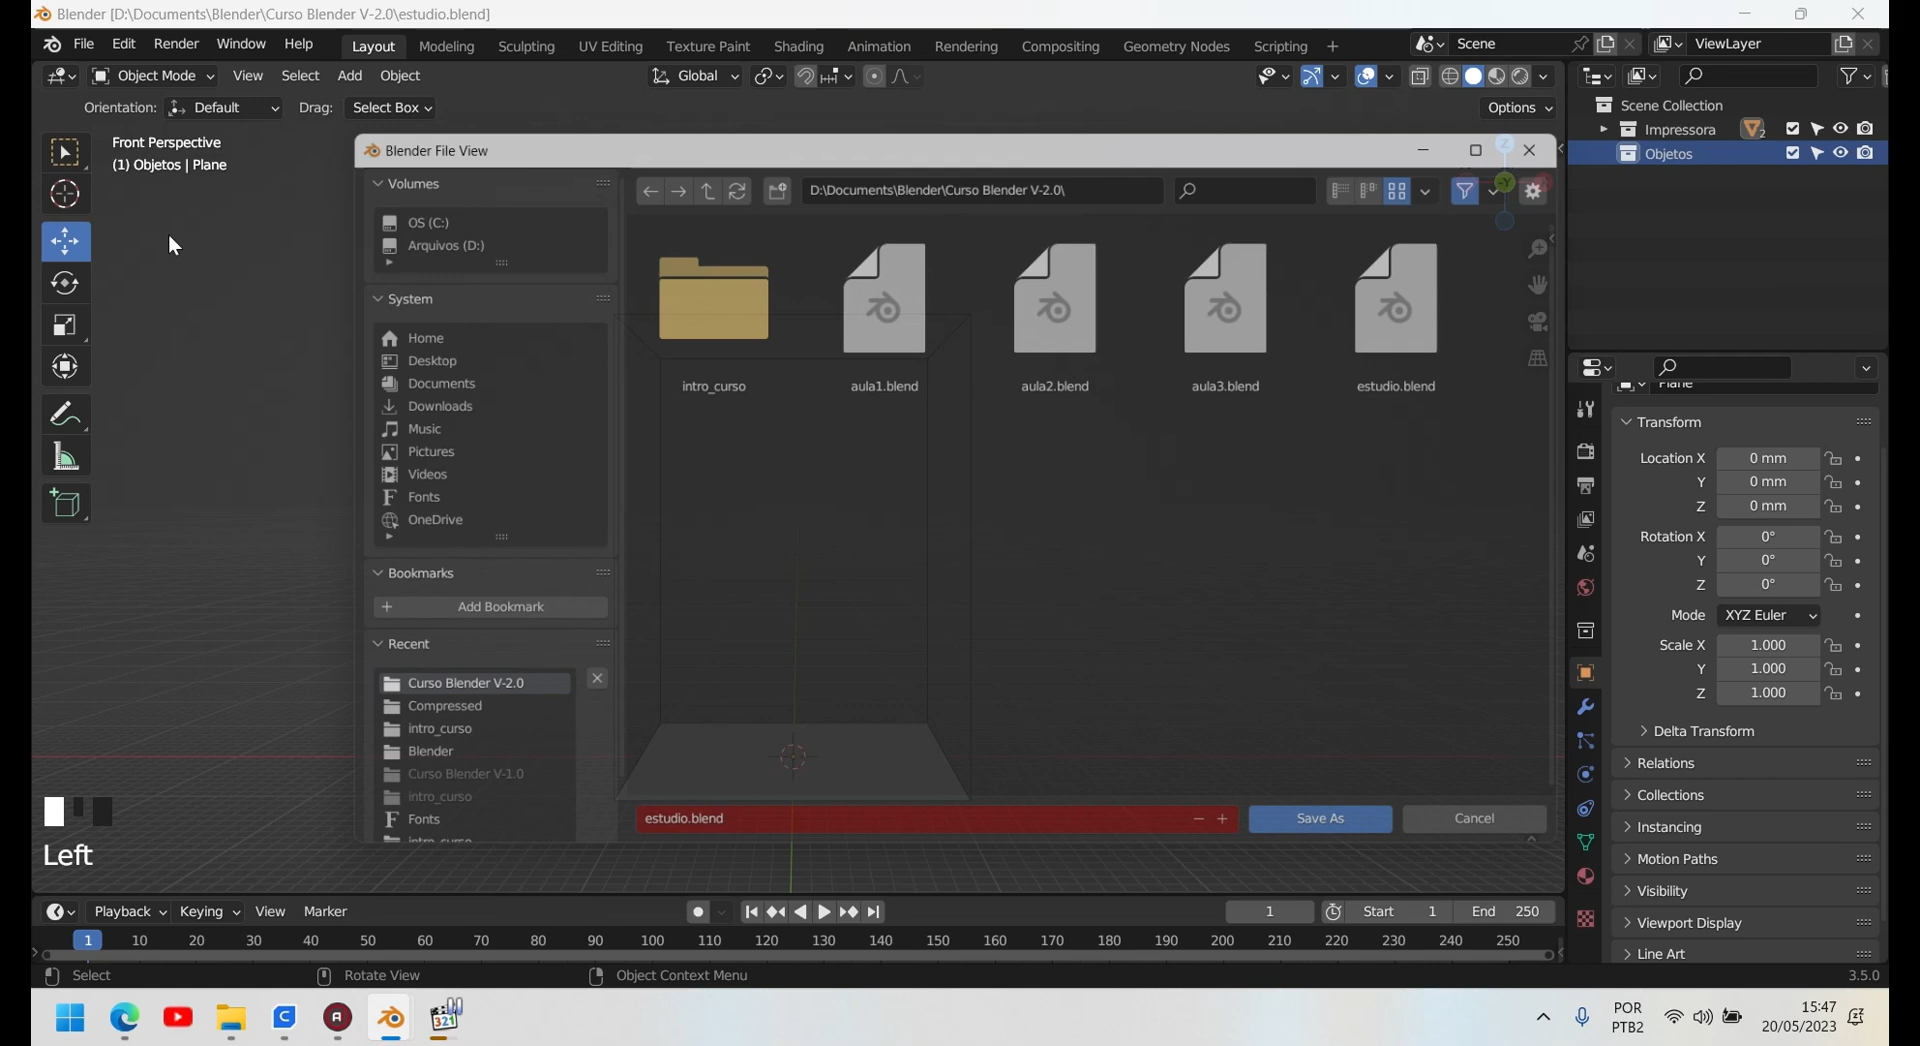 Blender [D:\Documents\Blender\Curso Blender V-2.0\estudio.blend]
File Edit Render Window Help Layout Modeling Sculpting UV Editing Texture Paint Shading Animation Rendering Compositing Geometry Nodes Scripting + Scene ViewLayer
Object Mode View Select Add Object Global
Orientation: Default Drag: Select Box Options
Scene Collection
Impressora 2
Objetos
Front Perspective
(1) Objetos | Plane
Blender File View
Volumes
OS (C:)
Arquivos (D:)
System
Home
Desktop
Documents
Downloads
Music
Pictures
Videos
Fonts
OneDrive
Bookmarks
Add Bookmark
Recent
Curso Blender V-2.0
Compressed
intro_curso
Blender
Curso Blender V-1.0
intro_curso
Fonts
intro_curso
D:\Documents\Blender\Curso Blender V-2.0\
Z
-Y
intro_curso aula1.blend aula2.blend aula3.blend estudio.blend
estudio.blend Save As Cancel
Plane
Transform
Location X 0 mm
Y 0 mm
Z 0 mm
Rotation X 0°
Y 0°
Z 0°
Mode XYZ Euler
Scale X 1.000
Y 1.000
Z 1.000
Delta Transform
Relations
Collections
Instancing
Motion Paths
Visibility
Viewport Display
Line Art
Left
Playback Keying View Marker 1 Start 1 End 250
1 10 20 30 40 50 60 70 80 90 100 110 120 130 140 150 160 170 180 190 200 210 220 230 240 250
Select Rotate View Object Context Menu 3.5.0
321
POR
PTB2
15:47
20/05/2023